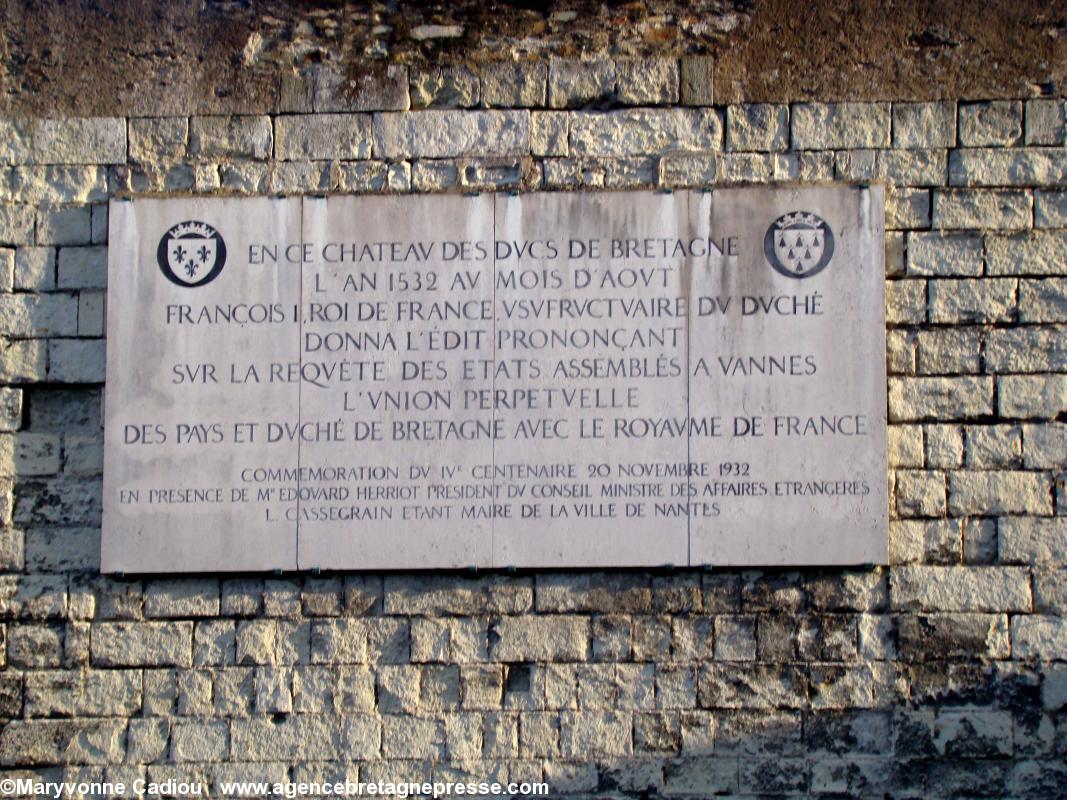 EN CE CHATEAV DES DVCS DE BRETAGNE
L'AN 1532 AV MOIS D'AOVT
FRANÇOIS I, ROI DE FRANCE, VSVFRVCTVAIRE DV DVCHÉ
DONNA L'ÉDIT PRONONÇANT
SVR LA REQVÈTE DES ETATS ASSEMBLÉS A VANNES
L'VNION PERPETVELLE
DES PAYS ET DVCHÉ DE BRETAGNE AVEC LE ROYAVME DE FRANCE
COMMEMORATION DV IVE CENTENAIRE 20 NOVEMBRE 1932
EN PRESENCE DE MR EDOVARD HERRIOT PRESIDENT DV CONSEIL MINISTRE DES AFFAIRES ETRANGERES
L. CASSEGRAIN ETANT MAIRE DE LA VILLE DE NANTES
©Maryvonne Cadiou www.agencebretagnepresse.com